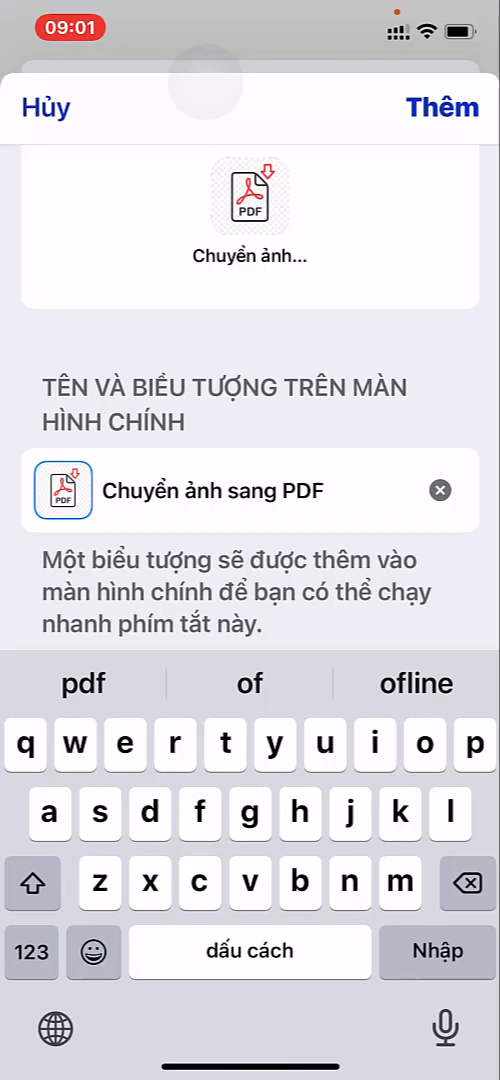 09:01
Hủy
Thêm
PDF
Chuyển ảnh...
TÊN VÀ BIỂU TƯỢNG TRÊN MÀN
HÌNH CHÍNH
PDF
Chuyển ảnh sang PDF
Một biểu tượng sẽ được thêm vào
màn hình chính để bạn có thể chạy
nhanh phím tắt này.
pdf of ofline
q w e r t y u i o p
a s d f g h j k l
z x c v b n m
123 dấu cách Nhập